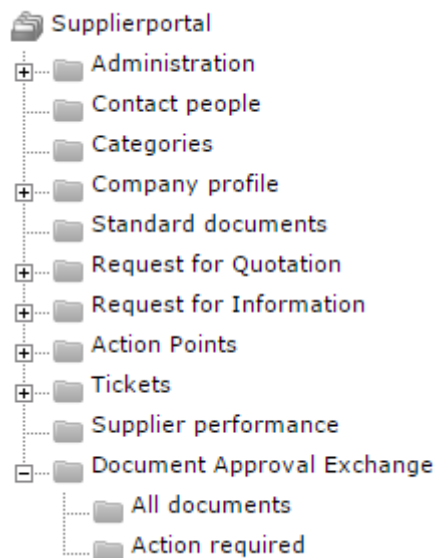 Supplierportal
Administration
Contact people
Categories
Company profile
Standard documents
Request for Quotation
Request for Information
Action Points
Tickets
Supplier performance
Document Approval Exchange
All documents
Action required